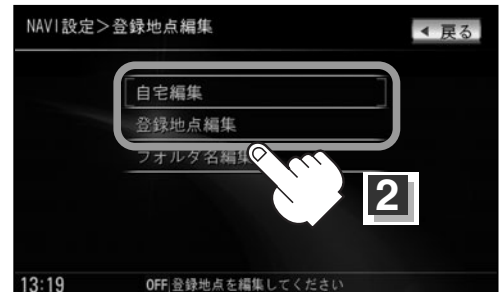 NAVI設定＞登録地点編集
◀ 戻る
自宅編集
登録地点編集
フォルダ名編集
2
13:19 OFF 登録地点を編集してください